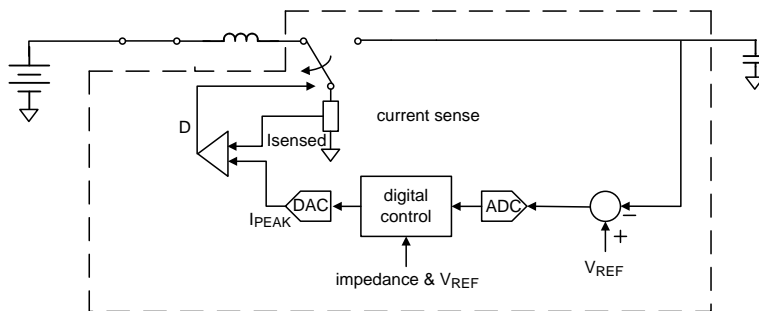 current sense
D
Isensed
digital
control
DAC
ADC
IPEAK
−
+
VREF
impedance & VREF